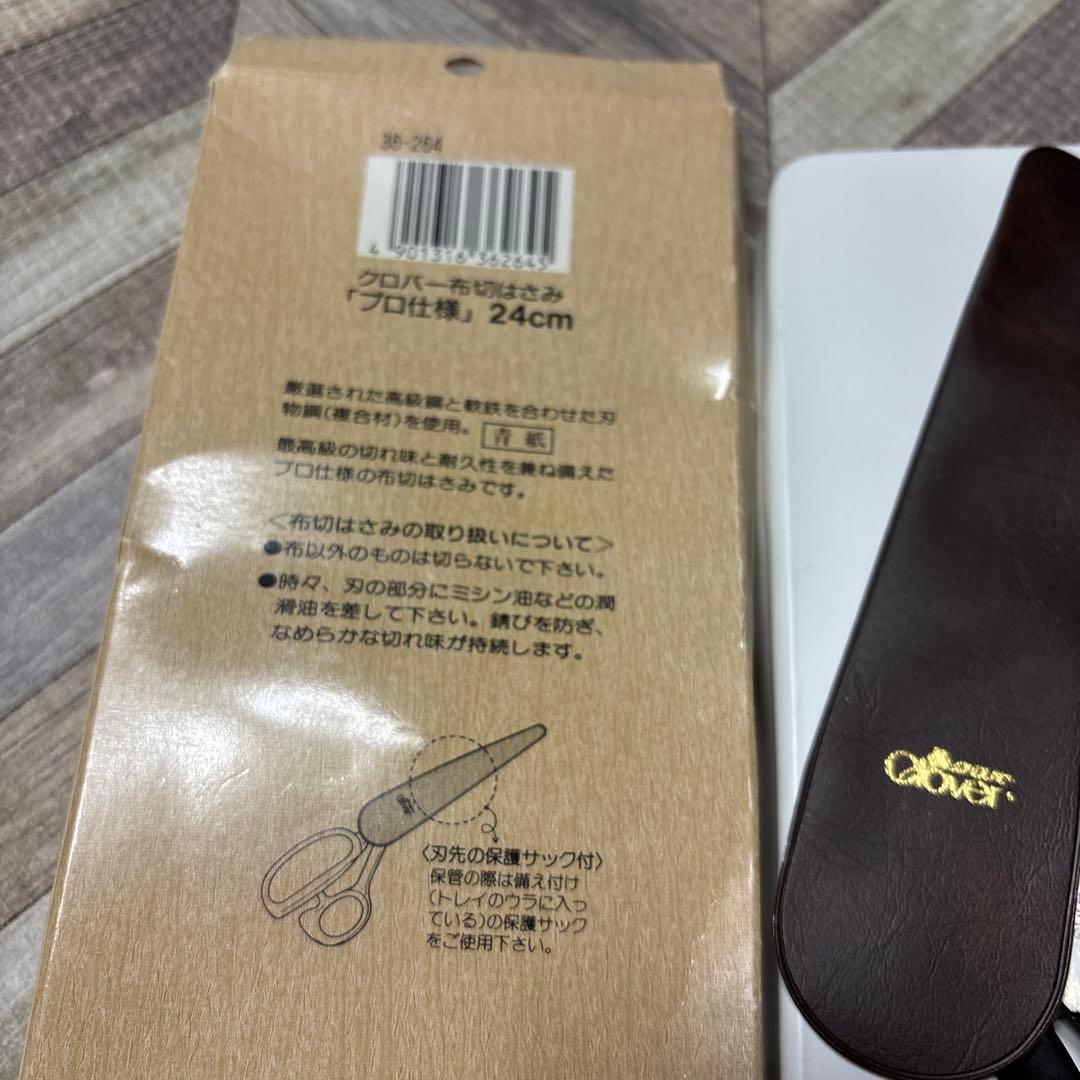 36-264
4 901316 362643
クロバー布切はさみ
「プロ仕様」24cm
厳選された高級鋼と軟鉄を合わせた刃
物鋼(複合材)を使用。 青紙
最高級の切れ味と耐久性を兼ね備えた
プロ仕様の布切はさみです。
<布切はさみの取り扱いについて>
●布以外のものは切らないで下さい。
●時々、刃の部分にミシン油などの潤
滑油を差して下さい。錆びを防ぎ、
なめらかな切れ味が持続します。
〈刃先の保護サック付〉
保管の際は備え付け
(トレイのウラに入っ
ている)の保護サック
をご使用下さい。
Clover